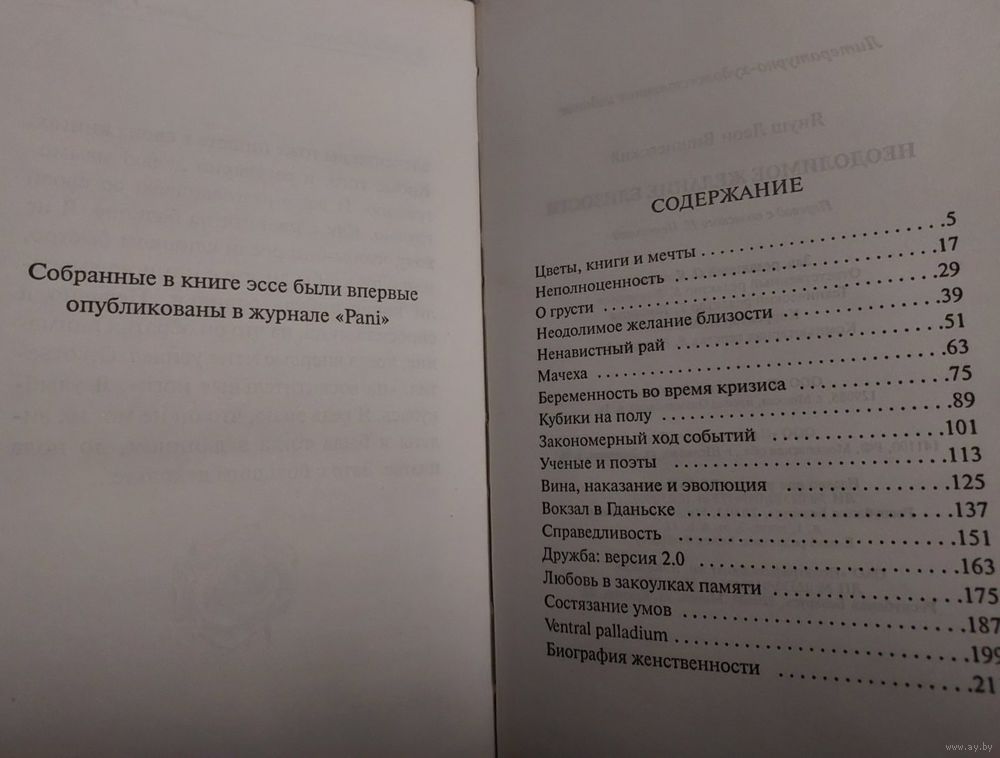 Собранные в книге эссе были впервые
опубликованы в журнале «Pani»
СОДЕРЖАНИЕ
Цветы, книги и мечты . . . . . . . . . . . . . . . . . .5
Неполноценность . . . . . . . . . . . . . . . . . . . .17
О грусти . . . . . . . . . . . . . . . . . . . . . . . . . .29
Неодолимое желание близости . . . . . . . . . . .39
Ненавистный рай . . . . . . . . . . . . . . . . . . . .51
Мачеха . . . . . . . . . . . . . . . . . . . . . . . . . . .63
Беременность во время кризиса . . . . . . . . . .75
Кубики на полу . . . . . . . . . . . . . . . . . . . . .89
Закономерный ход событий . . . . . . . . . . . .101
Ученые и поэты . . . . . . . . . . . . . . . . . . . .113
Вина, наказание и эволюция . . . . . . . . . . .125
Вокзал в Гданьске . . . . . . . . . . . . . . . . . .137
Справедливость . . . . . . . . . . . . . . . . . . .151
Дружба: версия 2.0 . . . . . . . . . . . . . . . . .163
Любовь в закоулках памяти . . . . . . . . . . . .175
Состязание умов . . . . . . . . . . . . . . . . . . .187
Ventral palladium . . . . . . . . . . . . . . . . . . .199
Биография женственности . . . . . . . . . . . . .21
www.ay.by